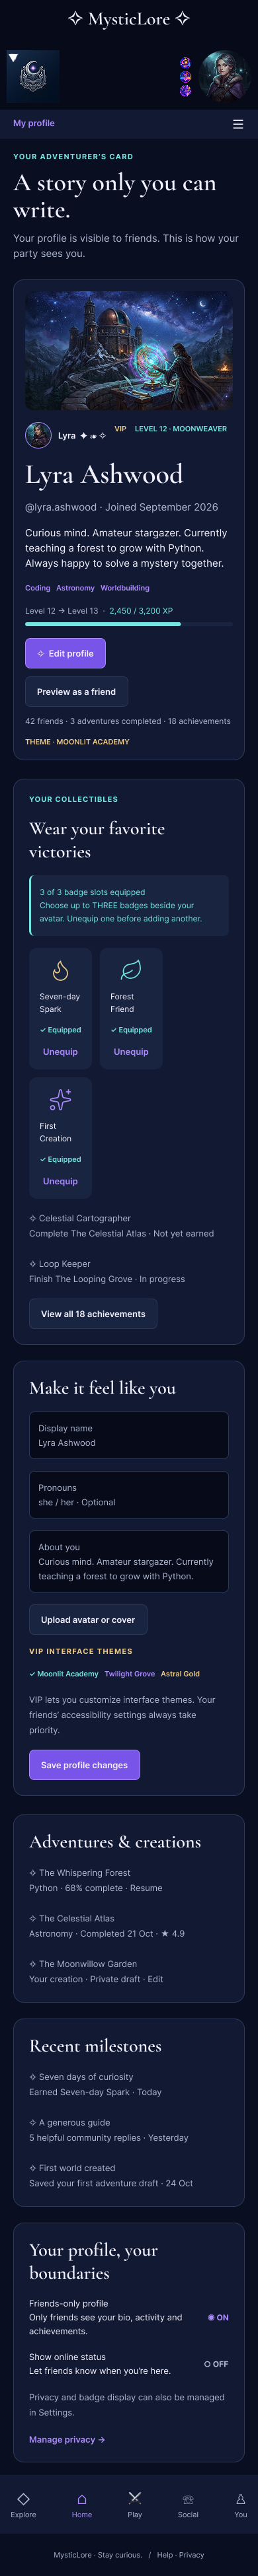 ✧ MysticLore ✧
My profile
YOUR ADVENTURER'S CARD
A story only you can
write.
Your profile is visible to friends. This is how your
party sees you.
Lyra
VIP
LEVEL 12 · MOONWEAVER
Lyra Ashwood
@lyra.ashwood · Joined September 2026
Curious mind. Amateur stargazer. Currently
teaching a forest to grow with Python.
Always happy to solve a mystery together.
Coding Astronomy Worldbuilding
Level 12 → Level 13 · 2,450 / 3,200 XP
✧ Edit profile
Preview as a friend
42 friends · 3 adventures completed · 18 achievements
THEME · MOONLIT ACADEMY
YOUR COLLECTIBLES
Wear your favorite
victories
3 of 3 badge slots equipped
Choose up to THREE badges beside your
avatar. Unequip one before adding another.
Seven-day
Spark
✓ Equipped
Unequip
Forest
Friend
✓ Equipped
Unequip
First
Creation
✓ Equipped
Unequip
✧ Celestial Cartographer
Complete The Celestial Atlas · Not yet earned
✧ Loop Keeper
Finish The Looping Grove · In progress
View all 18 achievements
Make it feel like you
Display name
Lyra Ashwood
Pronouns
she / her · Optional
About you
Curious mind. Amateur stargazer. Currently
teaching a forest to grow with Python.
Upload avatar or cover
VIP INTERFACE THEMES
✓ Moonlit Academy Twilight Grove Astral Gold
VIP lets you customize interface themes. Your
friends' accessibility settings always take
priority.
Save profile changes
Adventures & creations
✧ The Whispering Forest
Python · 68% complete · Resume
✧ The Celestial Atlas
Astronomy · Completed 21 Oct · ★ 4.9
✧ The Moonwillow Garden
Your creation · Private draft · Edit
Recent milestones
✧ Seven days of curiosity
Earned Seven-day Spark · Today
✧ A generous guide
5 helpful community replies · Yesterday
✧ First world created
Saved your first adventure draft · 24 Oct
Your profile, your
boundaries
Friends-only profile
Only friends see your bio, activity and
achievements.
◉ ON
Show online status
Let friends know when you're here.
○ OFF
Privacy and badge display can also be managed
in Settings.
Manage privacy →
Explore
Home
Play
Social
You
MysticLore · Stay curious. / Help · Privacy